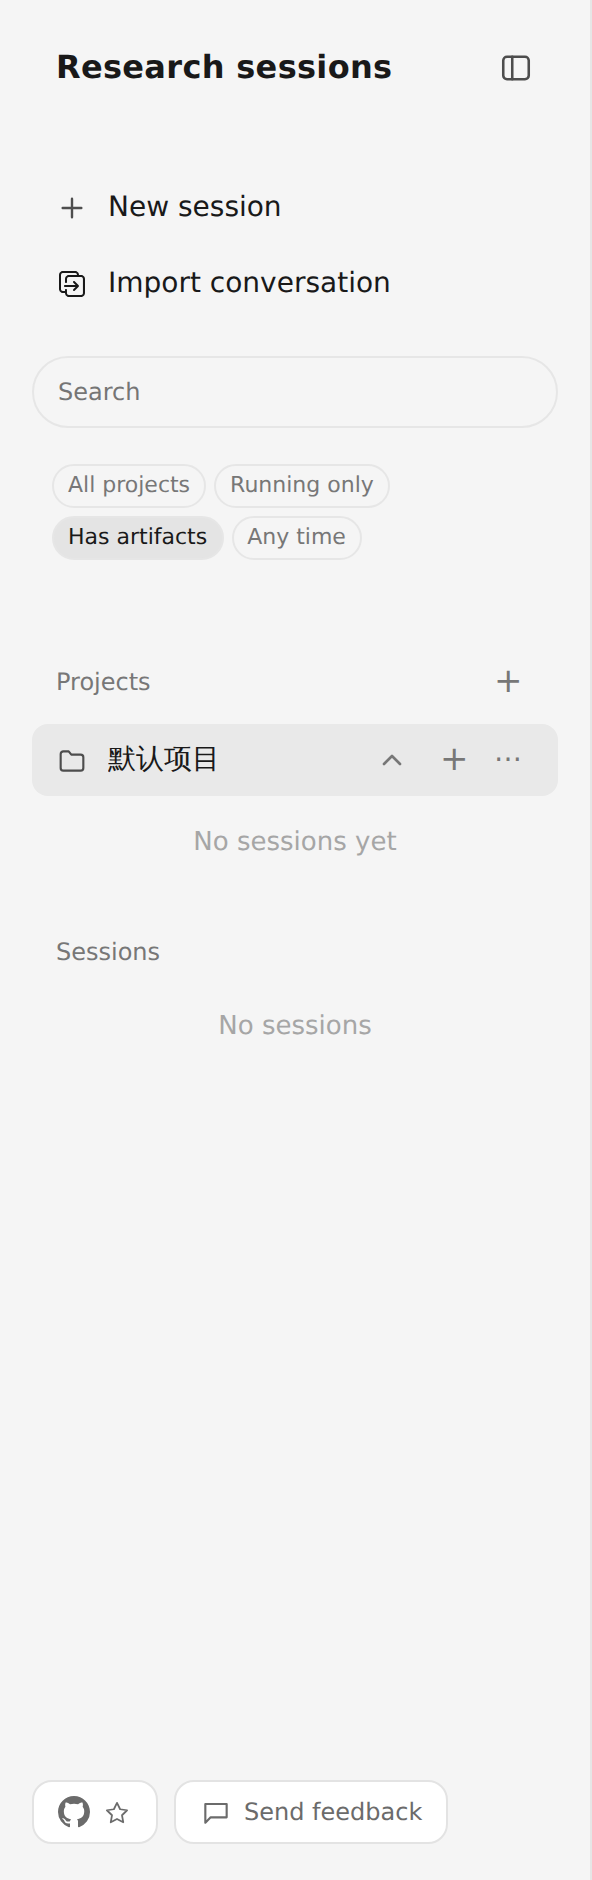 Research sessions
New session
Import conversation
Search
All projects Running only
Has artifacts Any time
Projects
默认项目
No sessions yet
Sessions
No sessions
Send feedback